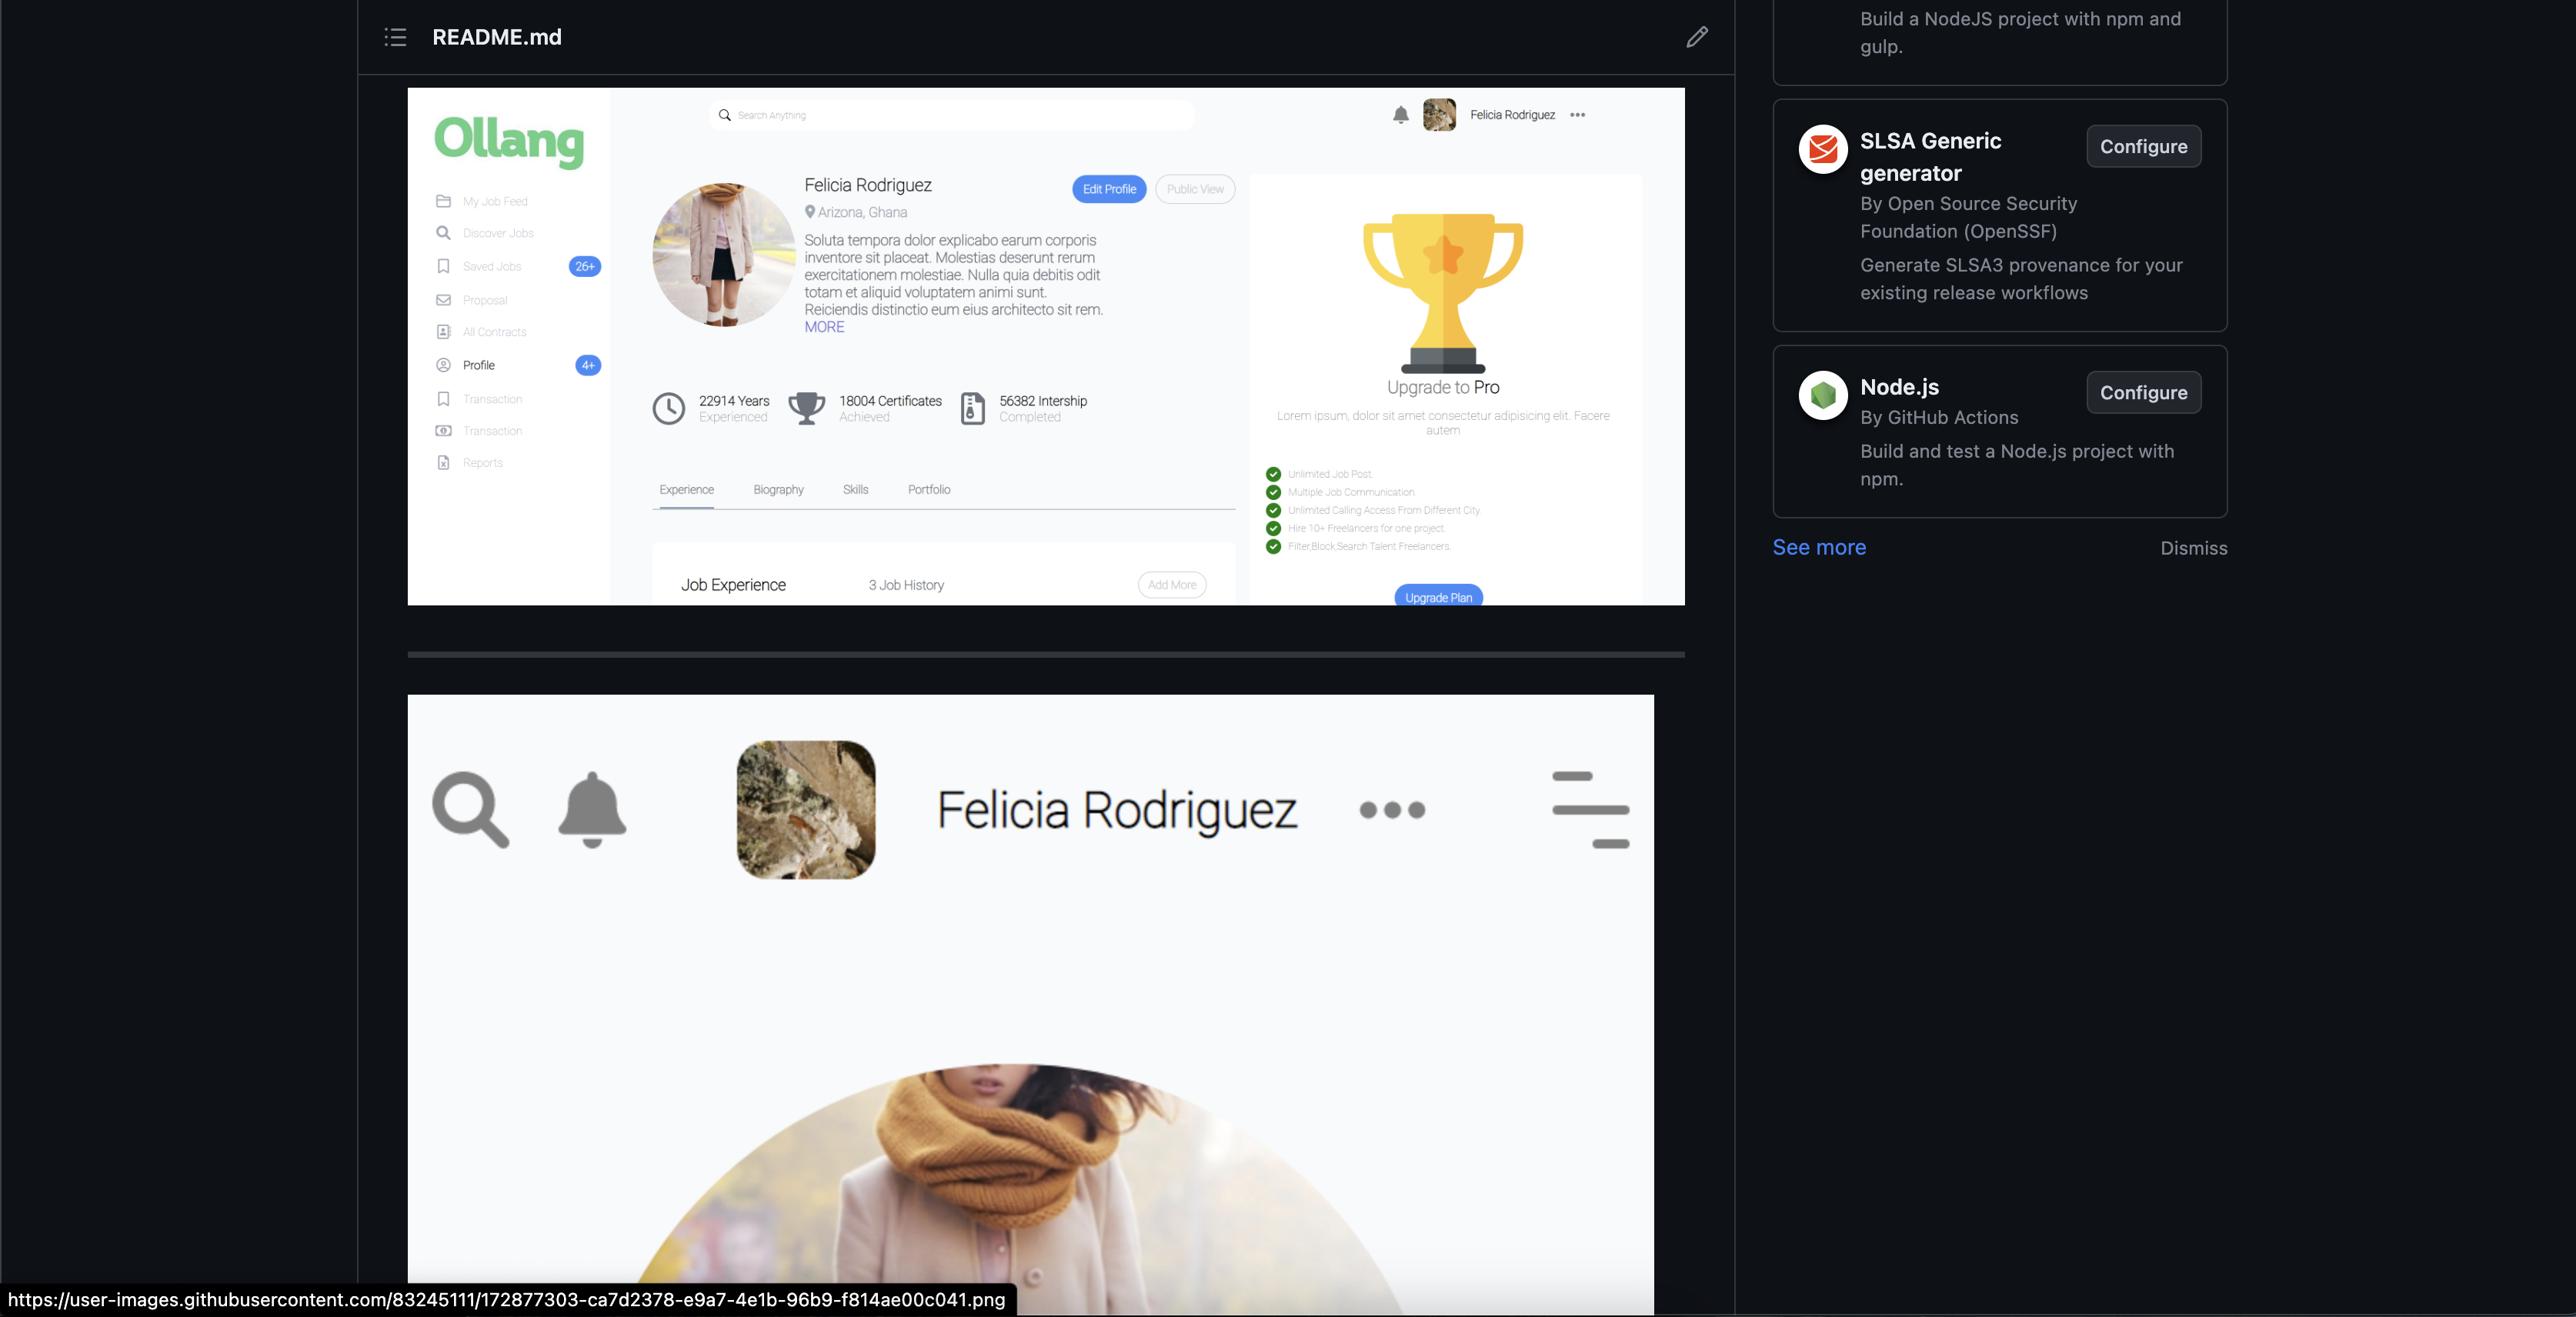 README.md
Ollang
Search Anything
Felicia Rodriguez
My Job Feed
Discover Jobs
Saved Jobs
26+
Proposal
All Contracts
Profile
4+
Transaction
Transaction
Reports
Felicia Rodriguez
Edit Profile
Public View
Arizona, Ghana
Soluta tempora dolor explicabo earum corporis
inventore sit placeat. Molestias deserunt rerum
exercitationem molestiae. Nulla quia debitis odit
totam et aliquid voluptatem animi sunt.
Reiciendis distinctio eum eius architecto sit rem.
MORE
22914 Years
Experienced
18004 Certificates
Achieved
56382 Intership
Completed
Experience
Biography
Skills
Portfolio
Job Experience
3 Job History
Add More
Upgrade to Pro
Lorem ipsum, dolor sit amet consectetur adipisicing elit. Facere
autem
Unlimited Job Post.
Multiple Job Communication.
Unlimited Calling Access From Different City.
Hire 10+ Freelancers for one project.
Filter,Block,Search Talent Freelancers.
Upgrade Plan
Felicia Rodriguez
Build a NodeJS project with npm and
gulp.
SLSA Generic
generator
Configure
By Open Source Security
Foundation (OpenSSF)
Generate SLSA3 provenance for your
existing release workflows
Node.js
Configure
By GitHub Actions
Build and test a Node.js project with
npm.
See more
Dismiss
https://user-images.githubusercontent.com/83245111/172877303-ca7d2378-e9a7-4e1b-96b9-f814ae00c041.png